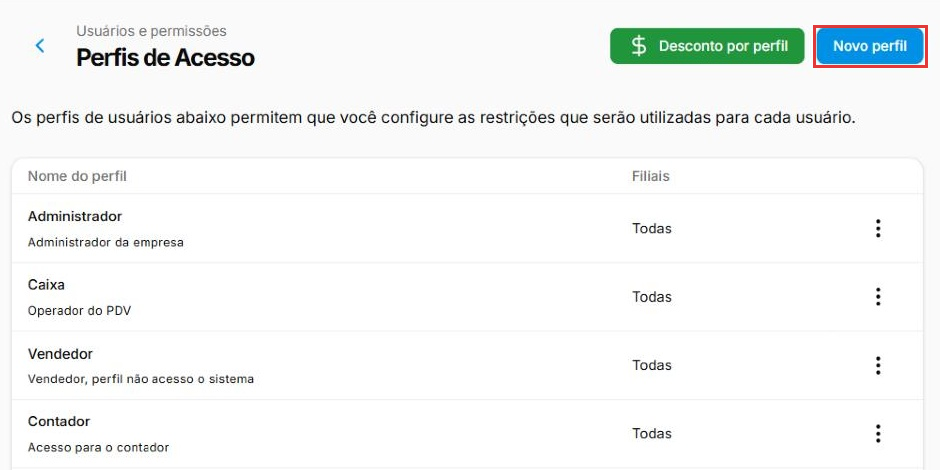 Usuários e permissões
Perfis de Acesso
$ Desconto por perfil
Novo perfil
Os perfis de usuários abaixo permitem que você configure as restrições que serão utilizadas para cada usuário.
Nome do perfil Filiais
Administrador
Administrador da empresa
Todas
Caixa
Operador do PDV
Todas
Vendedor
Vendedor, perfil não acesso o sistema
Todas
Contador
Acesso para o contador
Todas